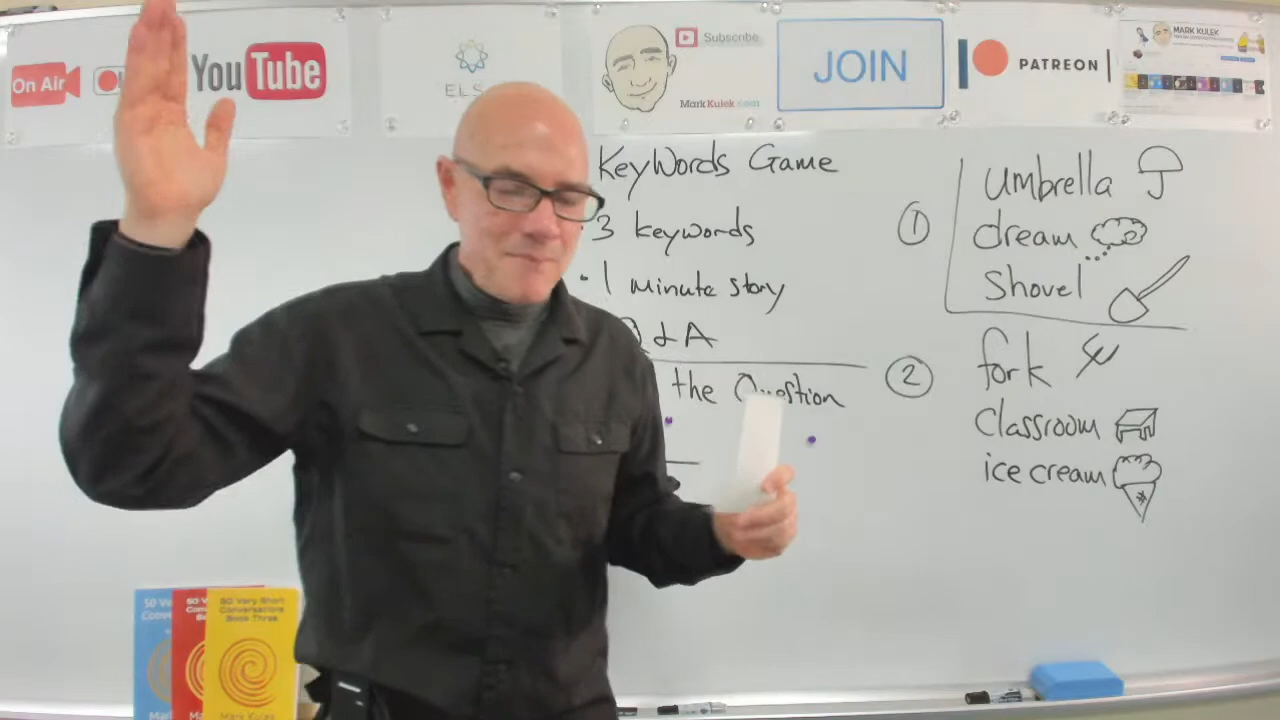 On Air
YouTube
ELS
Subscribe
MarkKulek.com
JOIN
PATREON
MARK KULEK
KeyWords Game
3 keywords
1 minute story
& A
the Question
1
umbrella
dream
Shovel
2
fork
Classroom
ice cream
50 Very Short
Conversations
Book Three
Mark Kulek